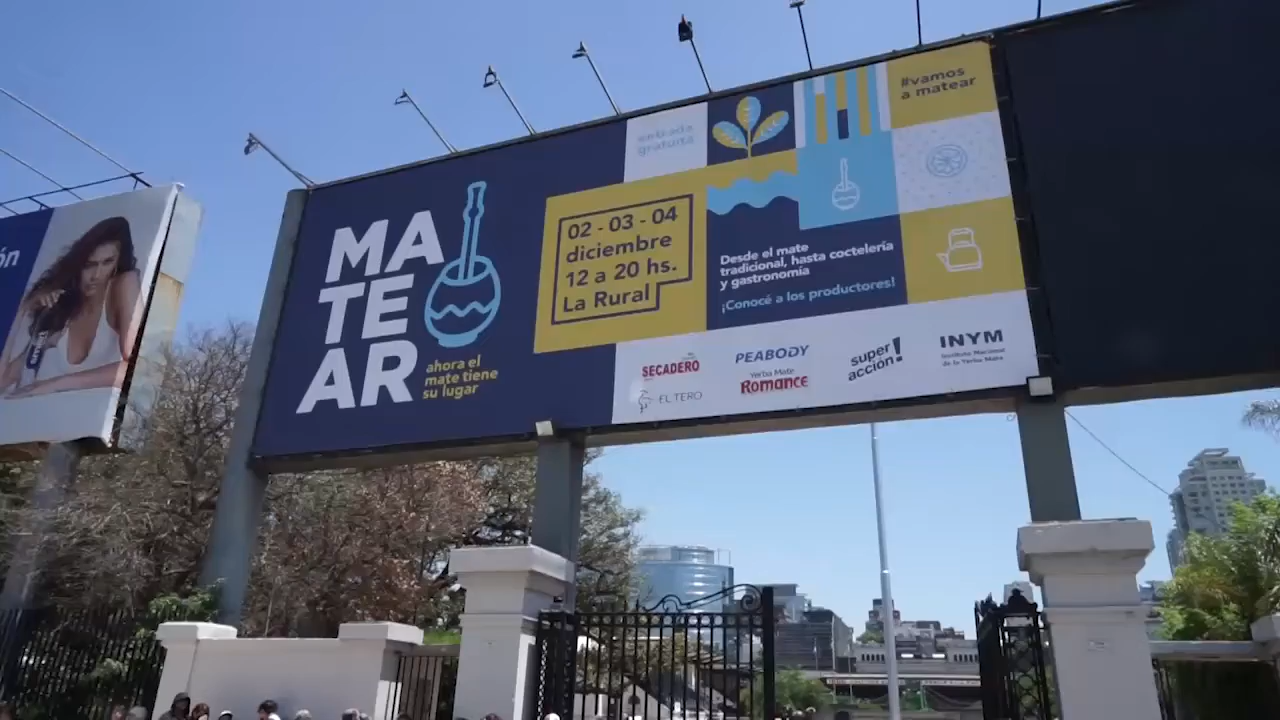 ón
MA
TE
AR
ahora el
mate tiene
su lugar
entrada
gratuita
#vamos
a matear
02 - 03 - 04
diciembre
12 a 20 hs.
La Rural
Desde el mate
tradicional, hasta coctelería
y gastronomía
¡Conocé a los productores!
SECADERO
EL TERO
PEABODY
Yerba Mate
Romance
super
acción!
INYM
Instituto Nacional
de la Yerba Mate